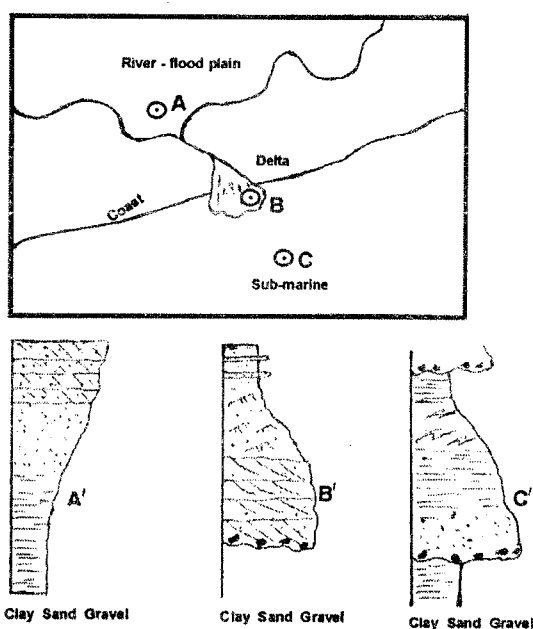 River - flood plain
A
Delta
Coast
B
C
Sub-marine
A'
B'
C'
Clay Sand Gravel
Clay Sand Gravel
Clay Sand Gravel